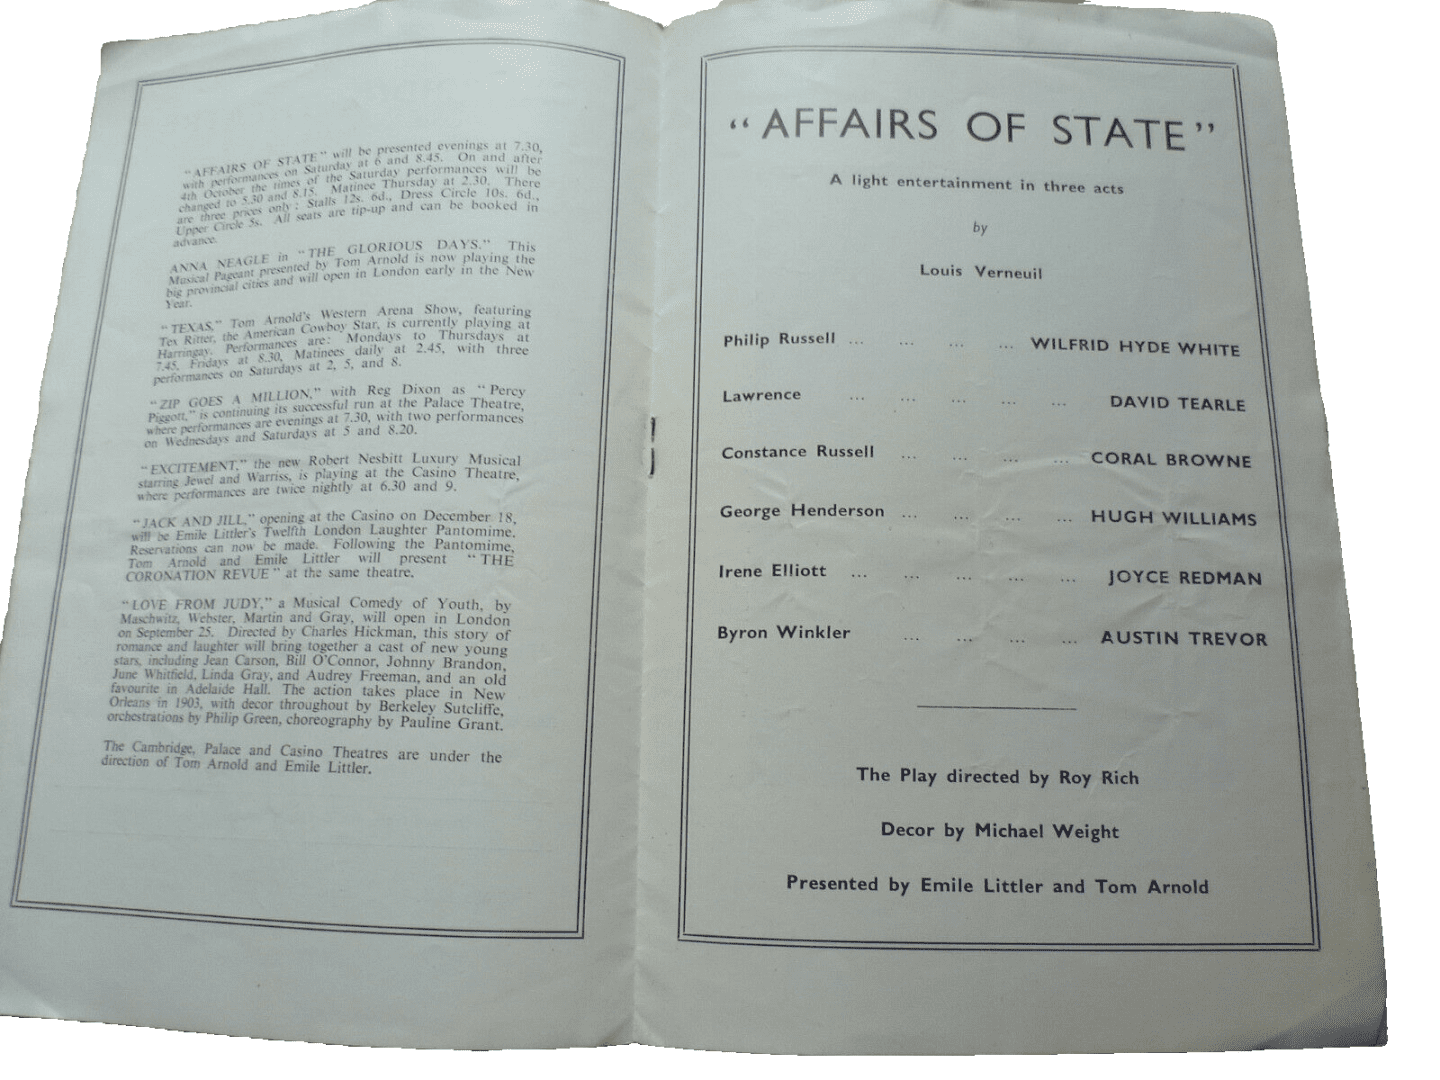 "AFFAIRS OF STATE" will be presented evenings at 7.30,
with performances on Saturday at 6 and 8.45. On and after
4th October the times of the Saturday performances will be
changed to 5.30 and 8.15. Matinee Thursday at 2.30. There
are three prices only: Stalls 12s. 6d., Dress Circle 10s. 6d.,
Upper Circle 5s. All seats are tip-up and can be booked in
advance.
ANNA NEAGLE in "THE GLORIOUS DAYS." This
Musical Pageant presented by Tom Arnold is now playing the
big provincial cities and will open in London early in the New
Year.
"TEXAS," Tom Arnold's Western Arena Show, featuring
Tex Ritter, the American Cowboy Star, is currently playing at
Harringay. Performances are: Mondays to Thursdays at
7.45, Fridays at 8.30, Matinees daily at 2.45, with three
performances on Saturdays at 2, 5, and 8.
"ZIP GOES A MILLION," with Reg Dixon as "Percy
Piggott," is continuing its successful run at the Palace Theatre,
where performances are evenings at 7.30, with two performances
on Wednesdays and Saturdays at 5 and 8.20.
"EXCITEMENT," the new Robert Nesbitt Luxury Musical
starring Jewel and Warriss, is playing at the Casino Theatre,
where performances are twice nightly at 6.30 and 9.
"JACK AND JILL," opening at the Casino on December 18,
will be Emile Littler's Twelfth London Laughter Pantomime.
Reservations can now be made. Following the Pantomime,
Tom Arnold and Emile Littler will present "THE
CORONATION REVUE" at the same theatre.
"LOVE FROM JUDY," a Musical Comedy of Youth, by
Maschwitz, Webster, Martin and Gray, will open in London
on September 25. Directed by Charles Hickman, this story of
romance and laughter will bring together a cast of new young
stars, including Jean Carson, Bill O'Connor, Johnny Brandon,
June Whitfield, Linda Gray, and Audrey Freeman, and an old
favourite in Adelaide Hall. The action takes place in New
Orleans in 1903, with decor throughout by Berkeley Sutcliffe,
orchestrations by Philip Green, choreography by Pauline Grant.
The Cambridge, Palace and Casino Theatres are under the
direction of Tom Arnold and Emile Littler.
"AFFAIRS OF STATE"
A light entertainment in three acts
by
Louis Verneuil
Philip Russell ... ... ... ... WILFRID HYDE WHITE
Lawrence ... ... ... ... ... DAVID TEARLE
Constance Russell ... ... ... ... CORAL BROWNE
George Henderson ... ... ... ... HUGH WILLIAMS
Irene Elliott ... ... ... ... ... JOYCE REDMAN
Byron Winkler ... ... ... ... AUSTIN TREVOR
The Play directed by Roy Rich
Decor by Michael Weight
Presented by Emile Littler and Tom Arnold